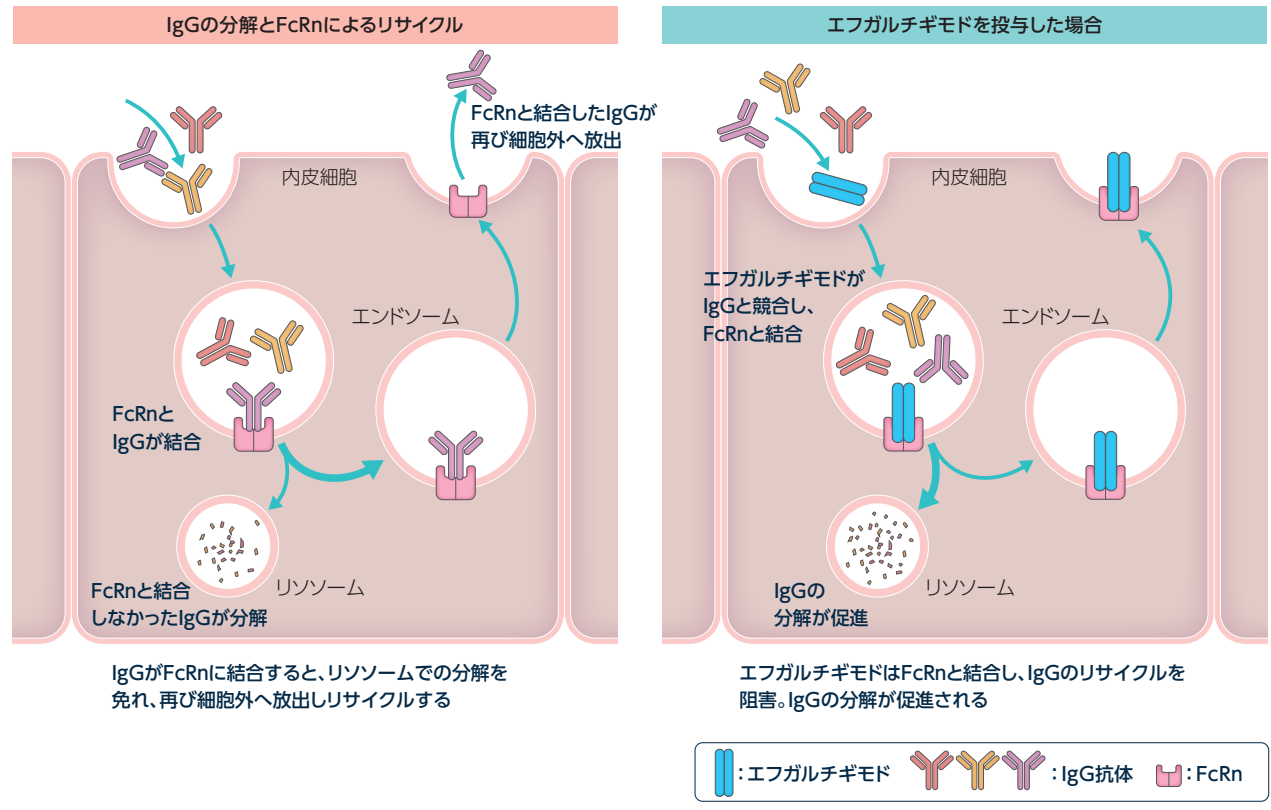 IgGの分解とFcRnによるリサイクル
FcRnと結合したIgGが
再び細胞外へ放出
内皮細胞
エンドソーム
FcRnと
IgGが結合
FcRnと結合
しなかったIgGが分解
リソソーム
IgGがFcRnに結合すると、リソソームでの分解を
免れ、再び細胞外へ放出しリサイクルする
エフガルチギモドを投与した場合
内皮細胞
エフガルチギモドが
IgGと競合し、
FcRnと結合
エンドソーム
リソソーム
IgGの
分解が促進
エフガルチギモドはFcRnと結合し、IgGのリサイクルを
阻害。IgGの分解が促進される
：エフガルチギモド ：IgG抗体 ：FcRn